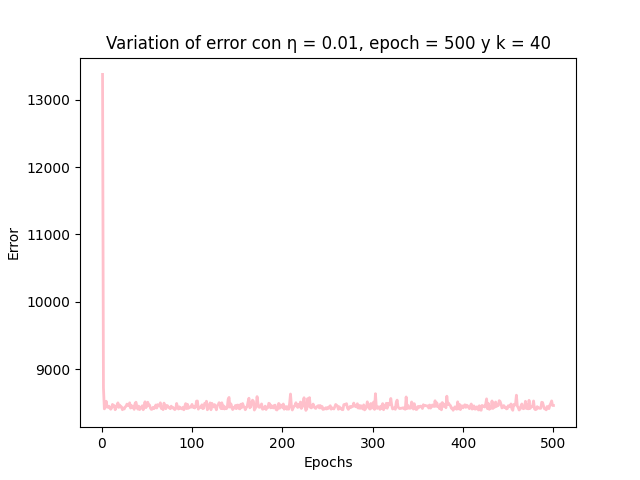 Variation of error con η = 0.01, epoch = 500 y k = 40
13000
12000
11000
10000
9000
Error
0 100 200 300 400 500
Epochs